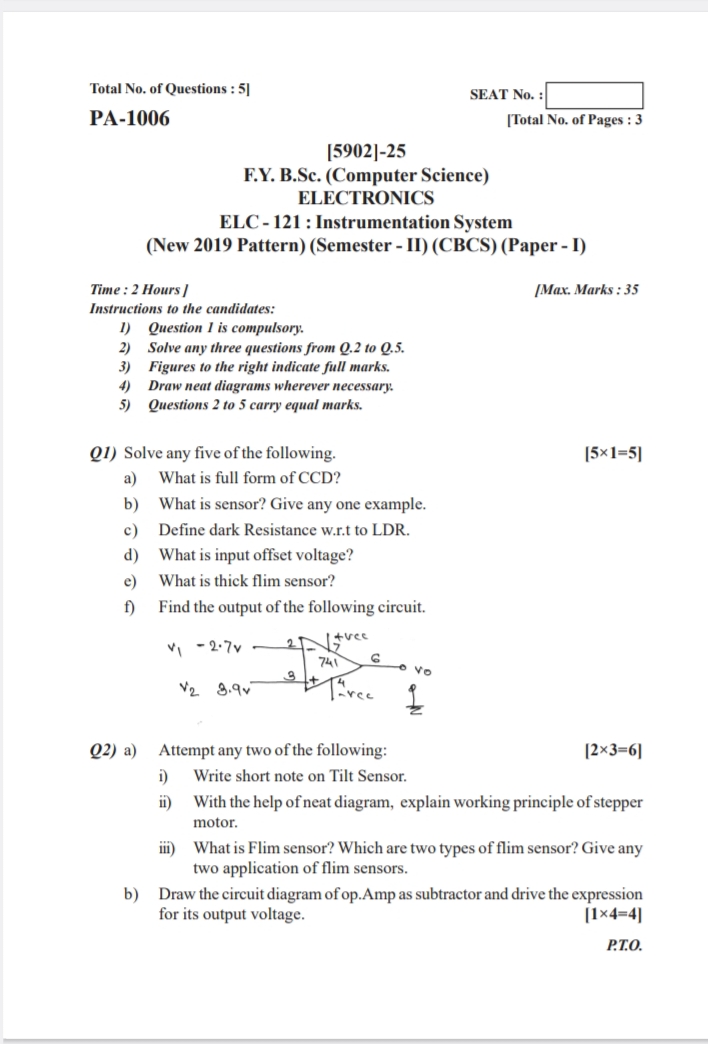 Total No. of Questions : 5]
SEAT No. :
PA-1006
[Total No. of Pages : 3
[5902]-25
F.Y. B.Sc. (Computer Science)
ELECTRONICS
ELC - 121 : Instrumentation System
(New 2019 Pattern) (Semester - II) (CBCS) (Paper - I)
Time : 2 Hours ]
[Max. Marks : 35
Instructions to the candidates:
1) Question 1 is compulsory.
2) Solve any three questions from Q.2 to Q.5.
3) Figures to the right indicate full marks.
4) Draw neat diagrams wherever necessary.
5) Questions 2 to 5 carry equal marks.
Q1) Solve any five of the following. [5×1=5]
a) What is full form of CCD?
b) What is sensor? Give any one example.
c) Define dark Resistance w.r.t to LDR.
d) What is input offset voltage?
e) What is thick flim sensor?
f) Find the output of the following circuit.
V1 - 2.7v 2 - 7 +vcc
741 6 Vo
V2 3.9v 3 + 4 -vcc
Q2) a) Attempt any two of the following: [2×3=6]
i) Write short note on Tilt Sensor.
ii) With the help of neat diagram, explain working principle of stepper
motor.
iii) What is Flim sensor? Which are two types of flim sensor? Give any
two application of flim sensors.
b) Draw the circuit diagram of op.Amp as subtractor and drive the expression
for its output voltage. [1×4=4]
P.T.O.